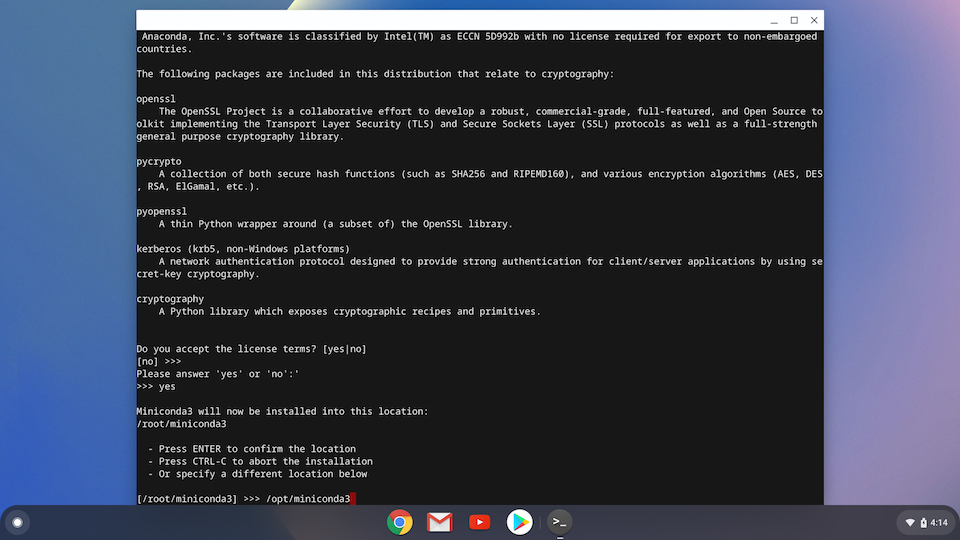 Anaconda, Inc.'s software is classified by Intel(TM) as ECCN 5D992b with no license required for export to non-embargoed
countries.
The following packages are included in this distribution that relate to cryptography:
openssl
The OpenSSL Project is a collaborative effort to develop a robust, commercial-grade, full-featured, and Open Source to
olkit implementing the Transport Layer Security (TLS) and Secure Sockets Layer (SSL) protocols as well as a full-strength
general purpose cryptography library.
pycrypto
A collection of both secure hash functions (such as SHA256 and RIPEMD160), and various encryption algorithms (AES, DES
, RSA, ElGamal, etc.).
pyopenssl
A thin Python wrapper around (a subset of) the OpenSSL library.
kerberos (krb5, non-Windows platforms)
A network authentication protocol designed to provide strong authentication for client/server applications by using se
cret-key cryptography.
cryptography
A Python library which exposes cryptographic recipes and primitives.
Do you accept the license terms? [yes|no]
[no] >>>
Please answer 'yes' or 'no':'
>>> yes
Miniconda3 will now be installed into this location:
/root/miniconda3
- Press ENTER to confirm the location
- Press CTRL-C to abort the installation
- Or specify a different location below
[/root/miniconda3] >>> /opt/miniconda3
>_
4:14